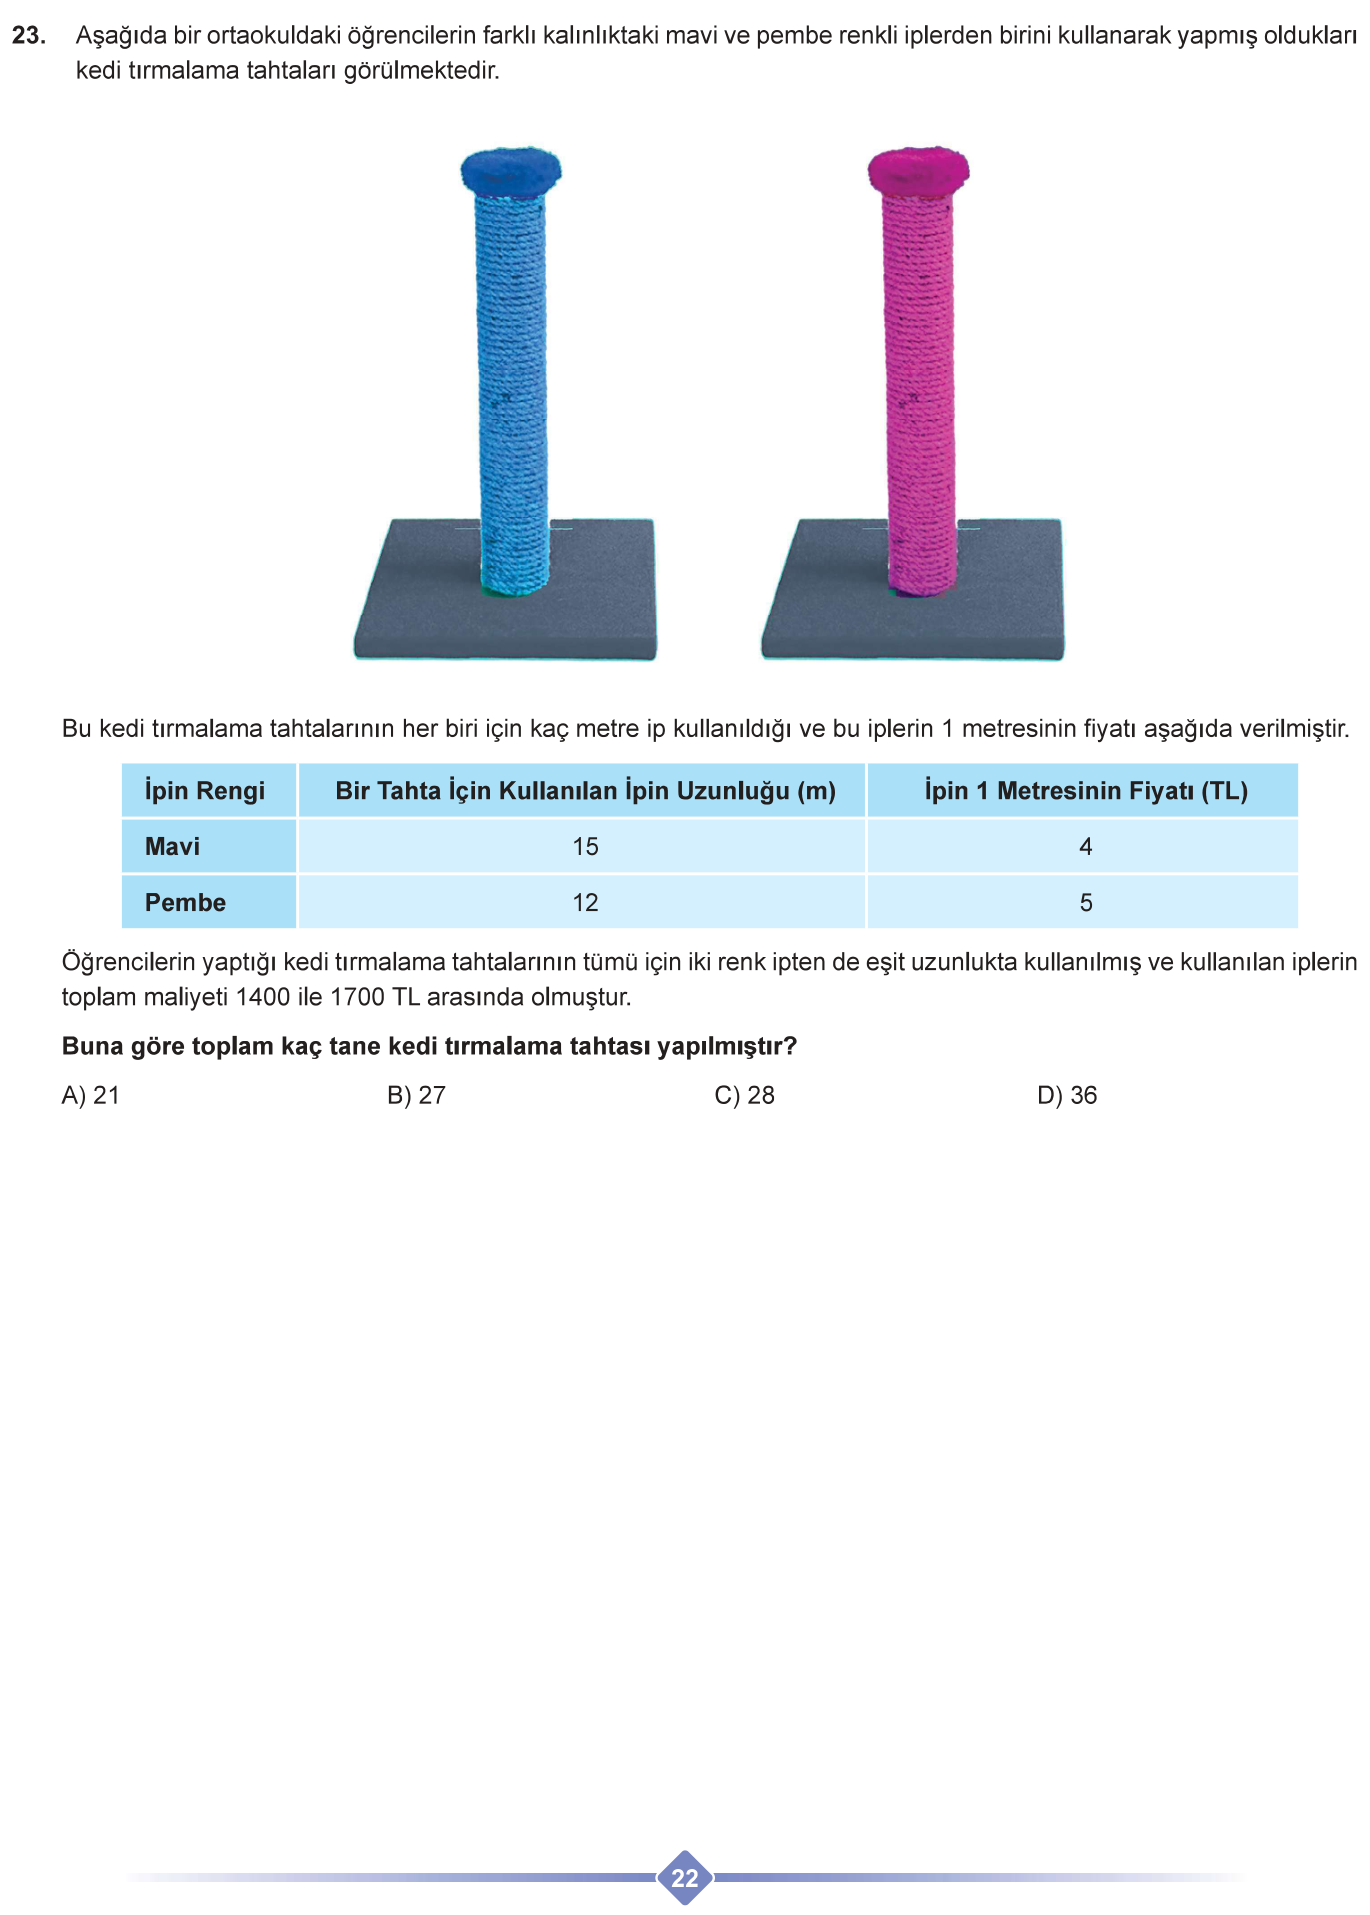 23. Aşağıda bir ortaokuldaki öğrencilerin farklı kalınlıktaki mavi ve pembe renkli iplerden birini kullanarak yapmış oldukları
kedi tırmalama tahtaları görülmektedir.
Bu kedi tırmalama tahtalarının her biri için kaç metre ip kullanıldığı ve bu iplerin 1 metresinin fiyatı aşağıda verilmiştir.
İpin Rengi Bir Tahta İçin Kullanılan İpin Uzunluğu (m) İpin 1 Metresinin Fiyatı (TL)
Mavi 15 4
Pembe 12 5
Öğrencilerin yaptığı kedi tırmalama tahtalarının tümü için iki renk ipten de eşit uzunlukta kullanılmış ve kullanılan iplerin
toplam maliyeti 1400 ile 1700 TL arasında olmuştur.
Buna göre toplam kaç tane kedi tırmalama tahtası yapılmıştır?
A) 21 B) 27 C) 28 D) 36
22